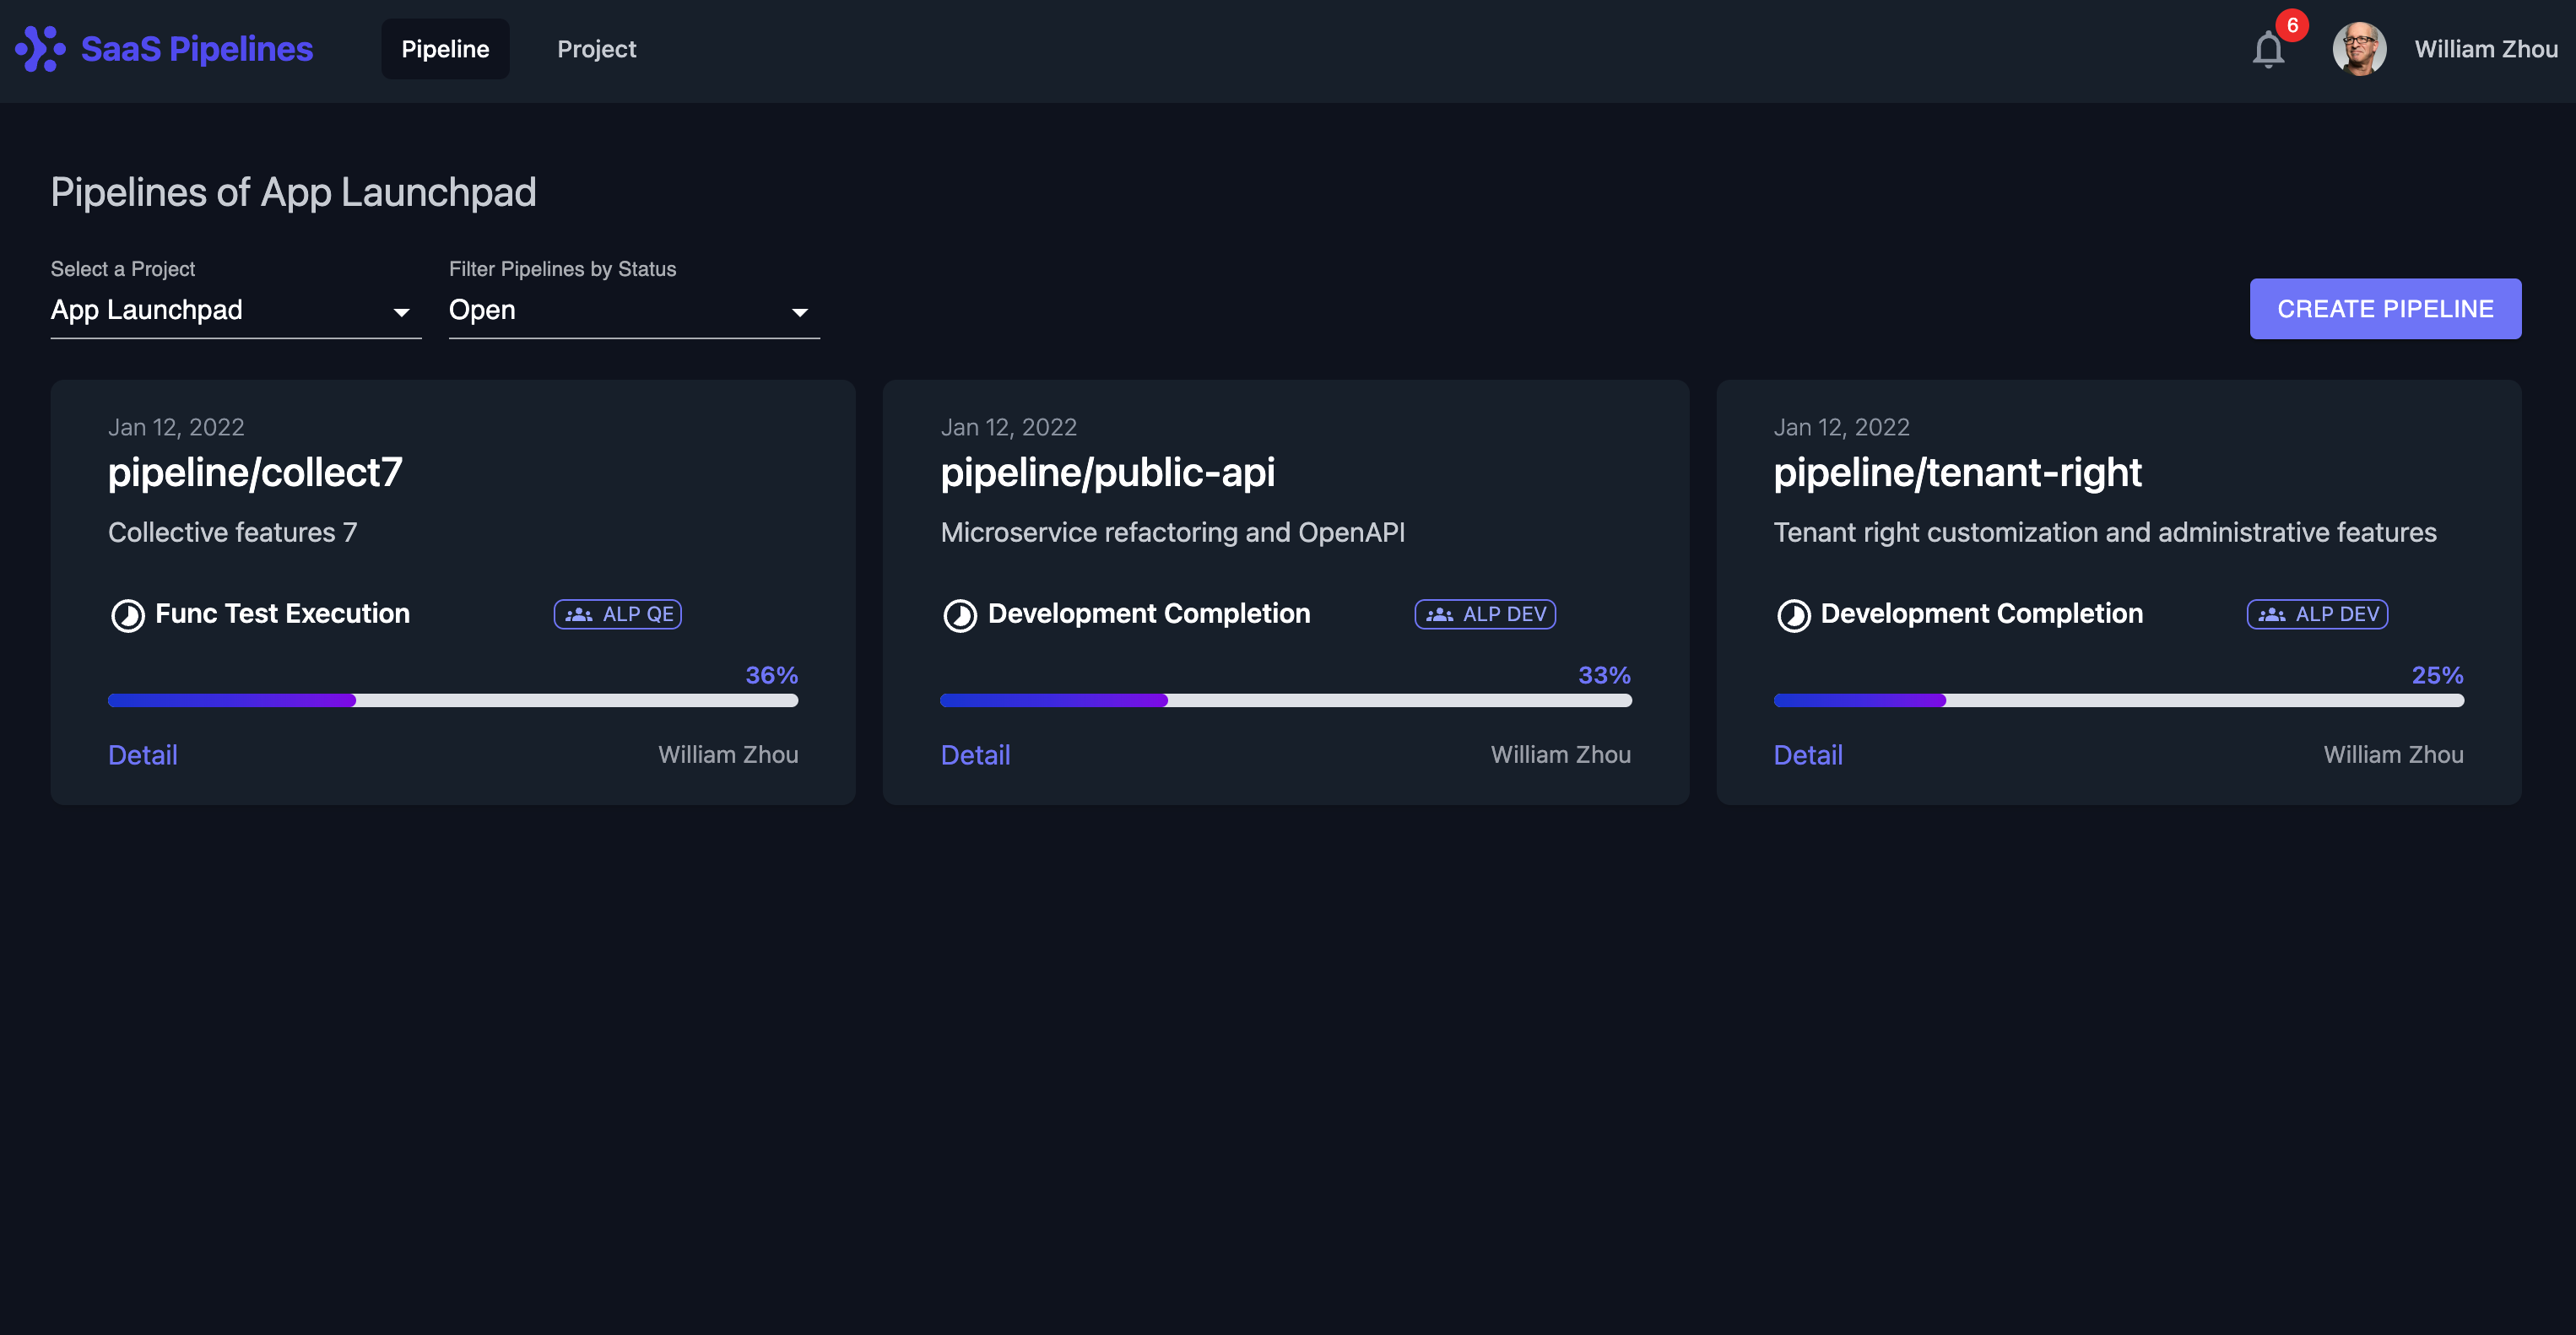 SaaS Pipelines
Pipeline
Project
6
William Zhou
Pipelines of App Launchpad
Select a Project
App Launchpad
Filter Pipelines by Status
Open
CREATE PIPELINE
Jan 12, 2022
pipeline/collect7
Collective features 7
Func Test Execution
ALP QE
36%
Detail
William Zhou
Jan 12, 2022
pipeline/public-api
Microservice refactoring and OpenAPI
Development Completion
ALP DEV
33%
Detail
William Zhou
Jan 12, 2022
pipeline/tenant-right
Tenant right customization and administrative features
Development Completion
ALP DEV
25%
Detail
William Zhou